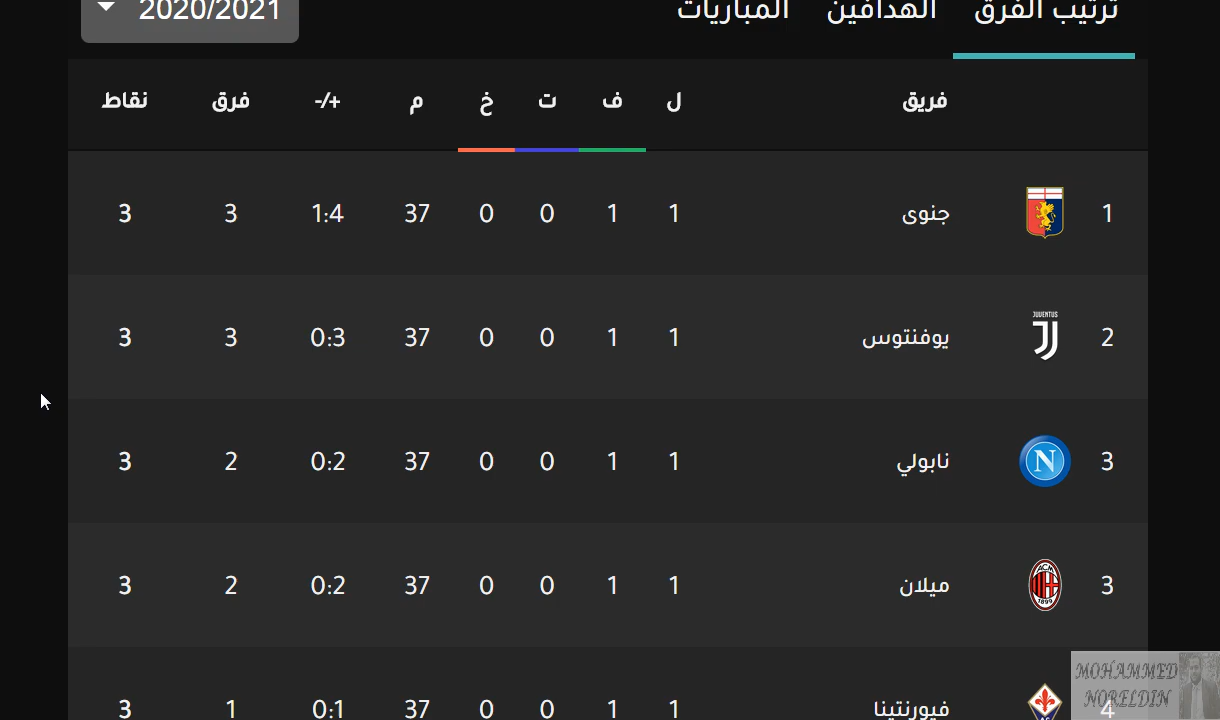 ترتيب الفرق الهدافين المباريات 2020/2021
فريق ل ف ت خ م +/- فرق نقاط
1 جنوى 1 1 0 0 37 1:4 3 3
JUVENTUS
2 يوفنتوس 1 1 0 0 37 0:3 3 3
3 N نابولي 1 1 0 0 37 0:2 2 3
ACM
3 ميلان 1 1 0 0 37 0:2 2 3
1899
4 فيورنتينا 1 1 0 0 37 0:1 1 3
MOHAMMED
NORELDIN